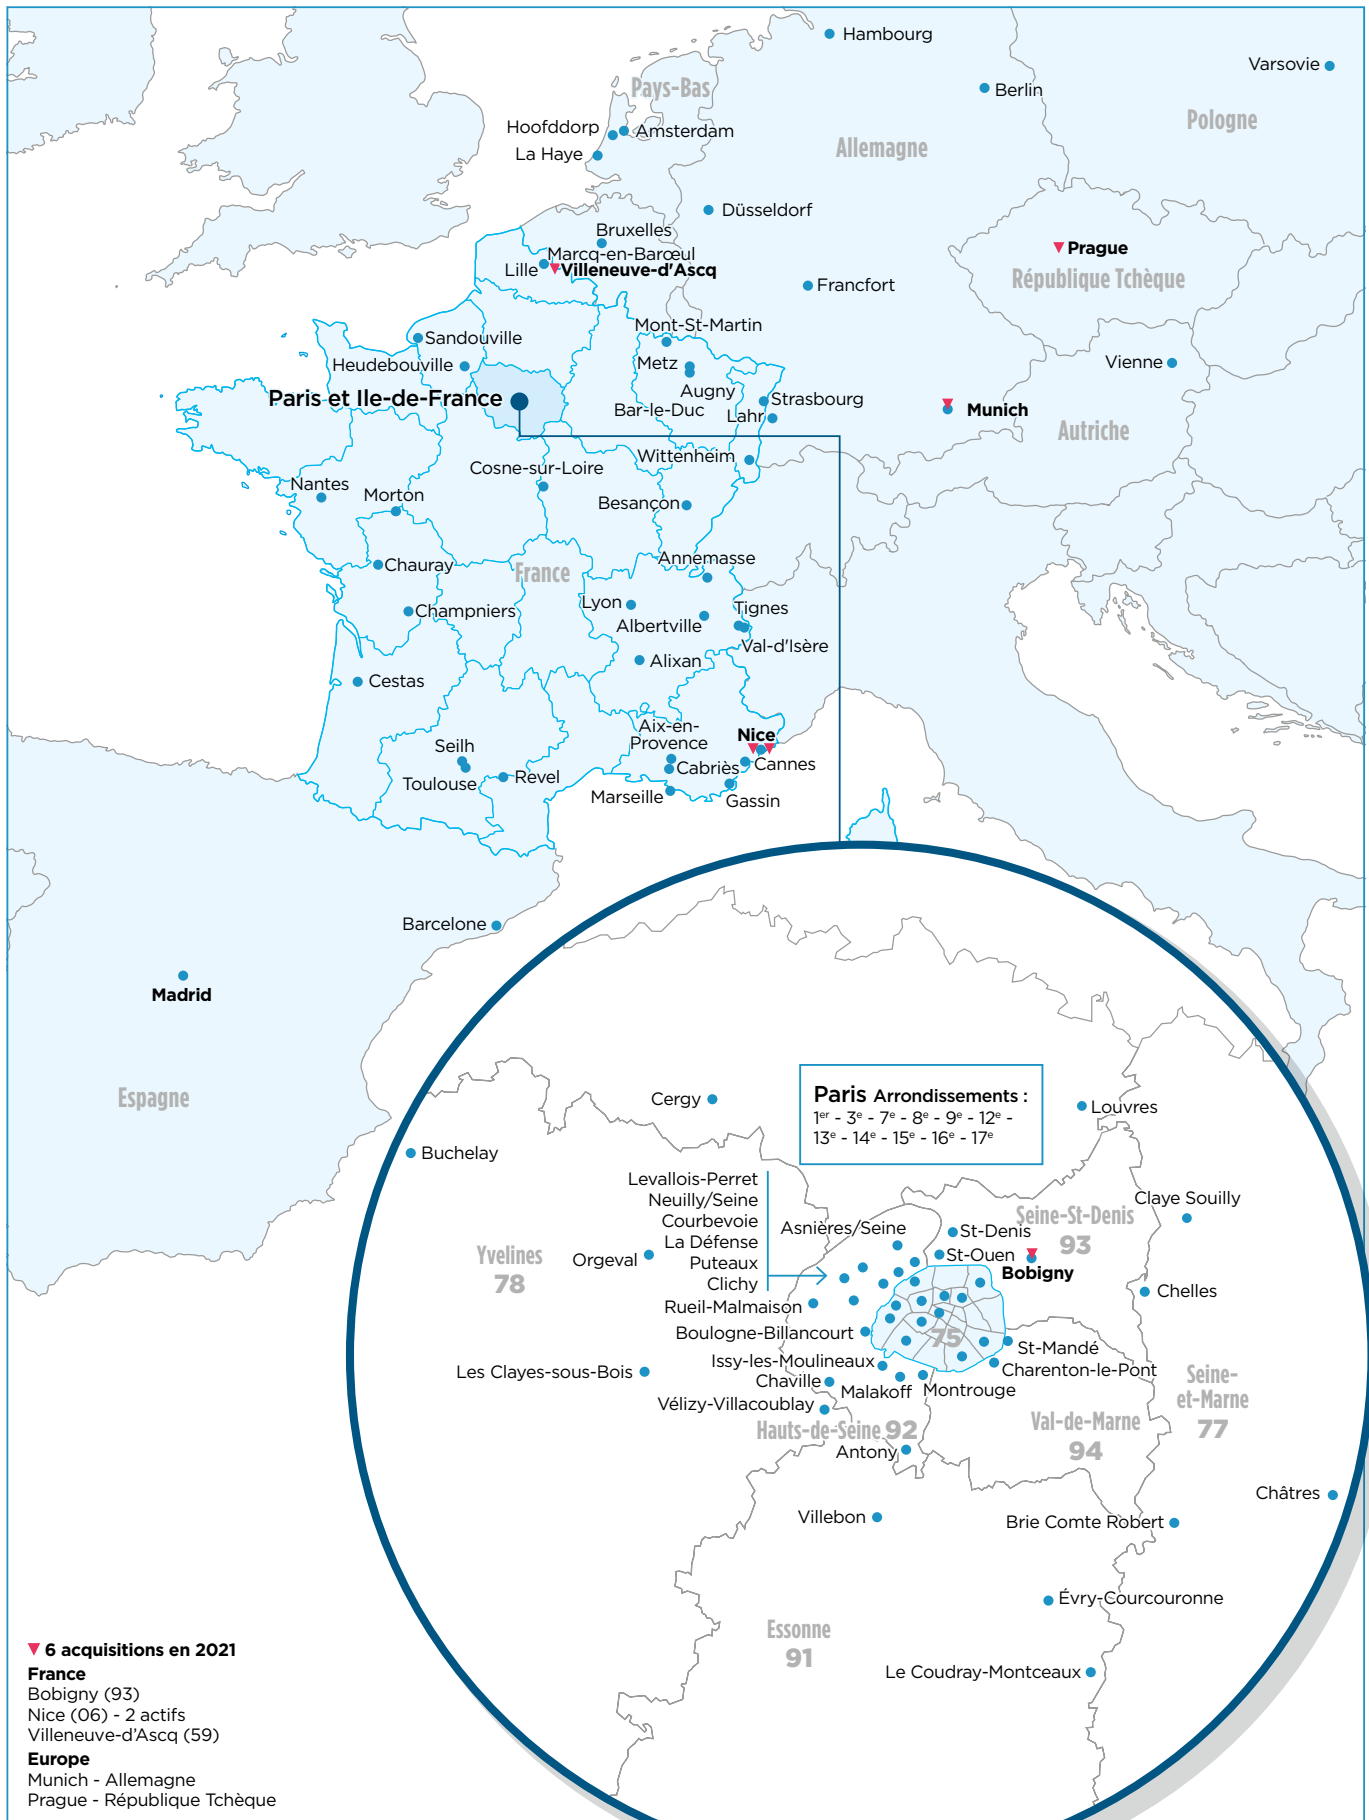 Hambourg
Varsovie
Pays-Bas
Berlin
Pologne
Hoofddorp
Amsterdam
Allemagne
La Haye
Düsseldorf
Bruxelles
Prague
Marcq-en-Barœul
Lille
Villeneuve-d'Ascq
République Tchèque
Francfort
Mont-St-Martin
Sandouville
Metz
Vienne
Heudebouville
Augny
Paris et Ile-de-France
Strasbourg
Bar-le-Duc
Lahr
Munich
Autriche
Wittenheim
Cosne-sur-Loire
Nantes
Morton
Besançon
Annemasse
Chauray
France
Lyon
Tignes
Champniers
Albertville
Val-d'Isère
Alixan
Cestas
Aix-en-
Provence
Nice
Seilh
Cabriès
Cannes
Toulouse
Revel
Marseille
Gassin
Barcelone
Madrid
Espagne
Paris Arrondissements :
1er - 3e - 7e - 8e - 9e - 12e -
13e - 14e - 15e - 16e - 17e
Cergy
Louvres
Buchelay
Levallois-Perret
Neuilly/Seine
Courbevoie
La Défense
Puteaux
Clichy
Claye Souilly
Asnières/Seine
St-Denis
Seine-St-Denis
93
St-Ouen
Yvelines
78
Orgeval
Bobigny
Chelles
Rueil-Malmaison
Boulogne-Billancourt
75
St-Mandé
Issy-les-Moulineaux
Charenton-le-Pont
Les Clayes-sous-Bois
Chaville
Malakoff
Montrouge
Seine-
et-Marne
77
Vélizy-Villacoublay
Hauts-de-Seine 92
Val-de-Marne
94
Antony
Châtres
Villebon
Brie Comte Robert
Évry-Courcouronne
Essonne
91
Le Coudray-Montceaux
6 acquisitions en 2021
France
Bobigny (93)
Nice (06) - 2 actifs
Villeneuve-d’Ascq (59)
Europe
Munich - Allemagne
Prague - République Tchèque